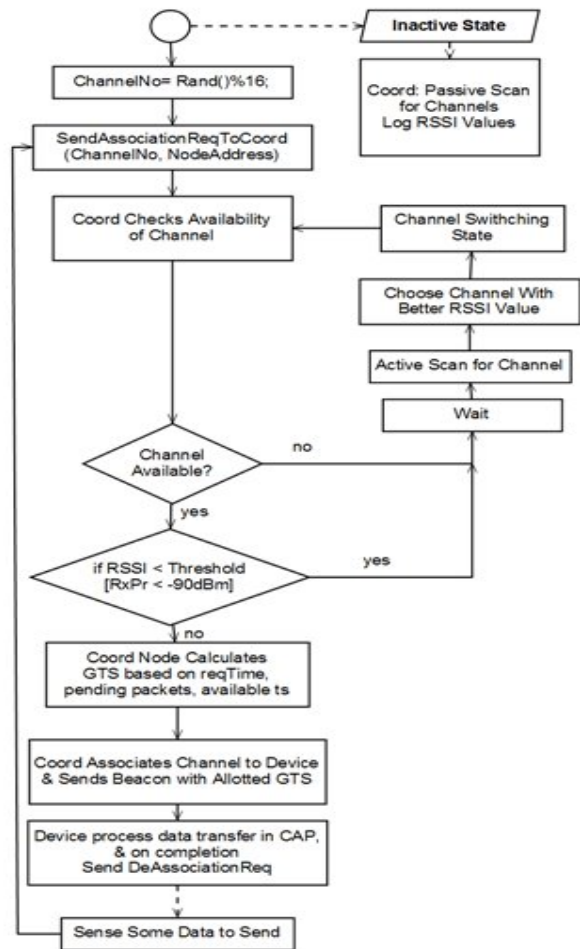 Inactive State
ChannelNo= Rand()%16;
Coord: Passive Scan
for Channels
Log RSSI Values
SendAssociationReqToCoord
(ChannelNo, NodeAddress)
Coord Checks Availability
of Channel
Channel Swithching
State
Choose Channel With
Better RSSI Value
Active Scan for Channel
Wait
Channel
Available?
no
yes
if RSSI < Threshold
[RxPr < -90dBm]
yes
no
Coord Node Calculates
GTS based on reqTime,
pending packets, available ts
Coord Associates Channel to Device
& Sends Beacon with Allotted GTS
Device process data transfer in CAP,
& on completion
Send DeAssociationReq
Sense Some Data to Send